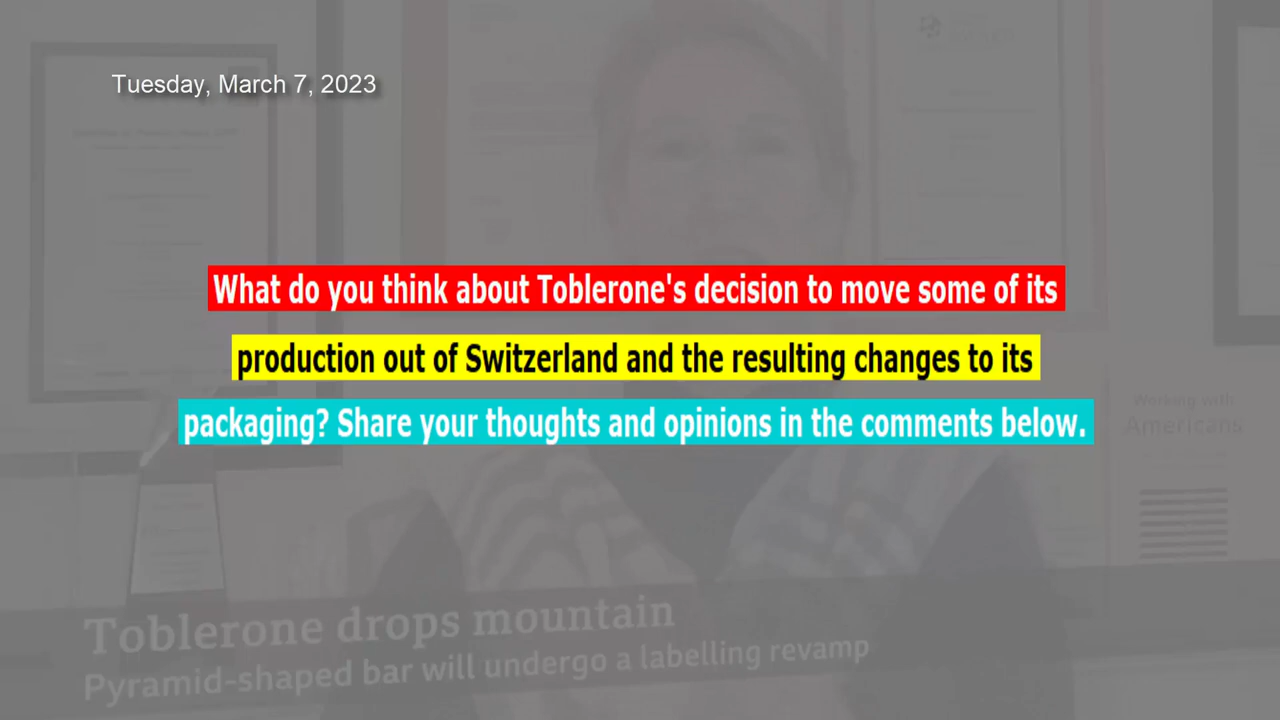 Tuesday, March 7, 2023
What do you think about Toblerone's decision to move some of its
production out of Switzerland and the resulting changes to its
packaging? Share your thoughts and opinions in the comments below.
Working with
Americans
Toblerone drops mountain
Pyramid-shaped bar will undergo a labelling revamp